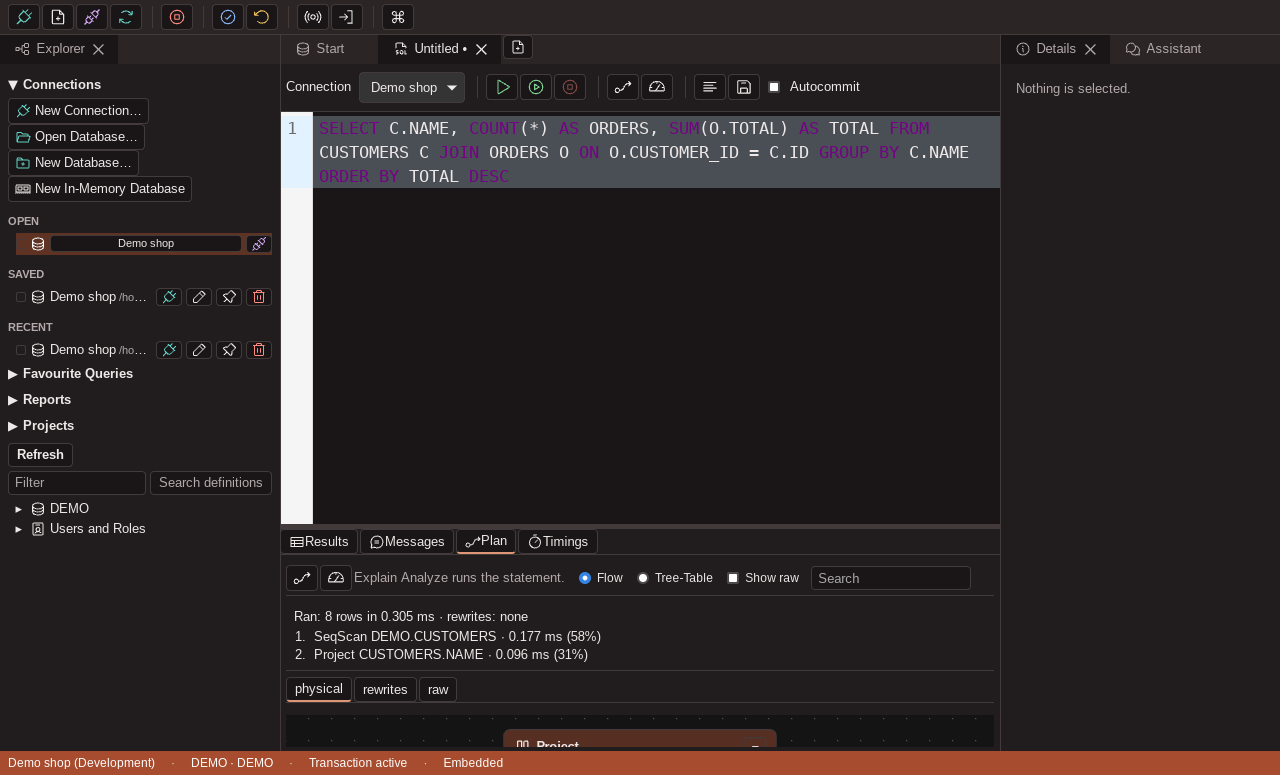 Explorer
Start
Untitled •
Details
Assistant
Connections
New Connection…
Open Database…
New Database…
New In-Memory Database
OPEN
Demo shop
SAVED
Demo shop /ho…
RECENT
Demo shop /ho…
Favourite Queries
Reports
Projects
Refresh
Filter
Search definitions
DEMO
Users and Roles
Connection
Demo shop
Autocommit
1
SELECT C.NAME, COUNT(*) AS ORDERS, SUM(O.TOTAL) AS TOTAL FROM
CUSTOMERS C JOIN ORDERS O ON O.CUSTOMER_ID = C.ID GROUP BY C.NAME
ORDER BY TOTAL DESC
Results
Messages
Plan
Timings
Explain Analyze runs the statement.
Flow
Tree-Table
Show raw
Search
Ran: 8 rows in 0.305 ms · rewrites: none
1. SeqScan DEMO.CUSTOMERS · 0.177 ms (58%)
2. Project CUSTOMERS.NAME · 0.096 ms (31%)
physical
rewrites
raw
Project
Nothing is selected.
Demo shop (Development) · DEMO · DEMO · Transaction active · Embedded